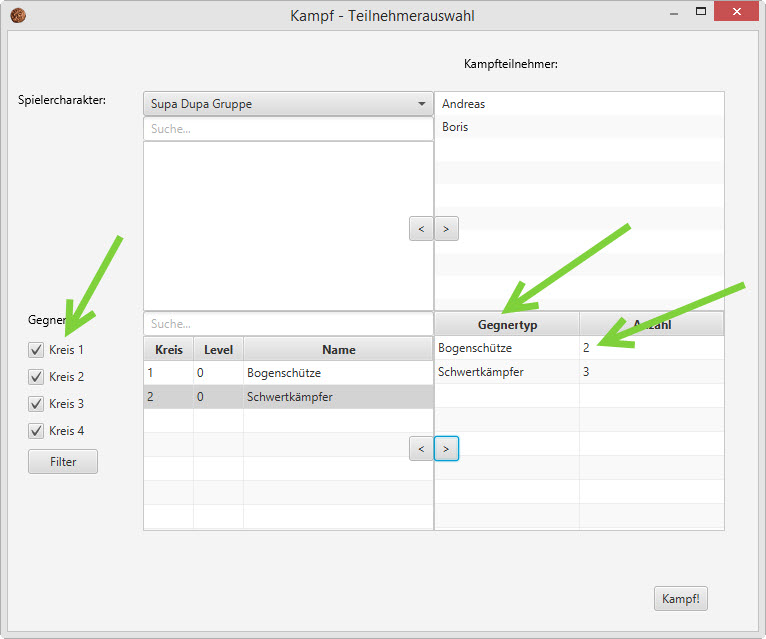 Kampf - Teilnehmerauswahl
Kampfteilnehmer:
Spielercharakter:
Supa Dupa Gruppe
Suche...
Andreas
Boris
< >
Gegner
Suche...
Kreis 1
Kreis 2
Kreis 3
Kreis 4
Filter
Kreis Level Name
1 0 Bogenschütze
2 0 Schwertkämpfer
Gegnertyp Anzahl
Bogenschütze 2
Schwertkämpfer 3
< >
Kampf!